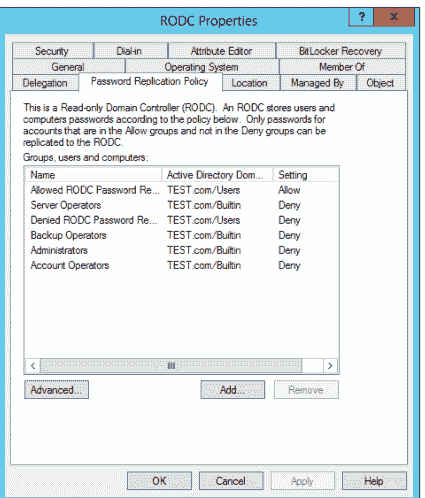 RODC Properties
?
x
Security
Dial-in
Attribute Editor
BitLocker Recovery
General
Operating System
Member Of
Delegation
Password Replication Policy
Location
Managed By
Object
This is a Read-only Domain Controller (RODC). An RODC stores users and
computers passwords according to the policy below. Only passwords for
accounts that are in the Allow groups and not in the Deny groups can be
replicated to the RODC.
Groups, users and computers:
Name Active Directory Dom... Setting
Allowed RODC Password Re... TEST.com/Users Allow
Server Operators TEST.com/Builtin Deny
Denied RODC Password Re... TEST.com/Users Deny
Backup Operators TEST.com/Builtin Deny
Administrators TEST.com/Builtin Deny
Account Operators TEST.com/Builtin Deny
Advanced...
Add...
Remove
OK
Cancel
Apply
Help